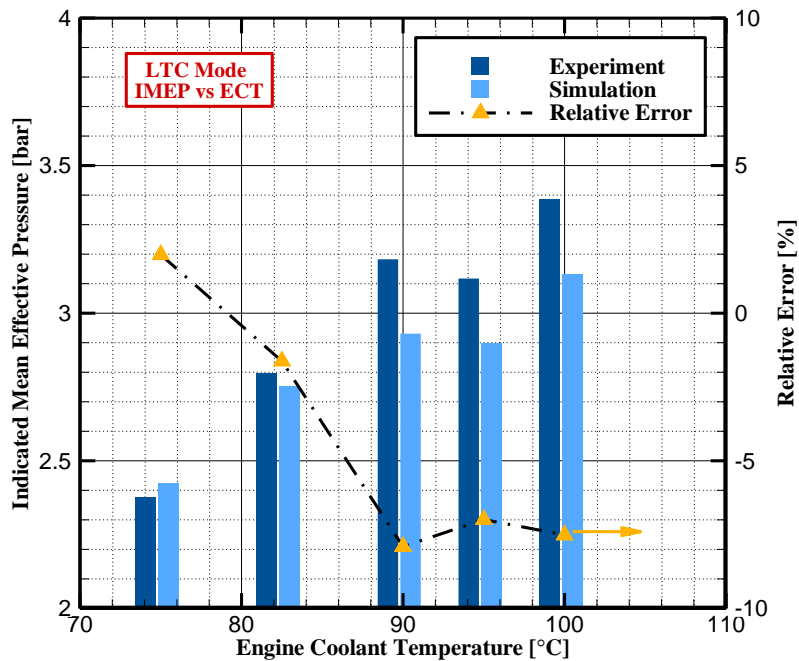 LTC Mode
IMEP vs ECT
Experiment
Simulation
Relative Error
Indicated Mean Effective Pressure [bar]
4
3.5
3
2.5
2
10
5
0
-5
-10
Relative Error [%]
70
80
90
100
110
Engine Coolant Temperature [°C]